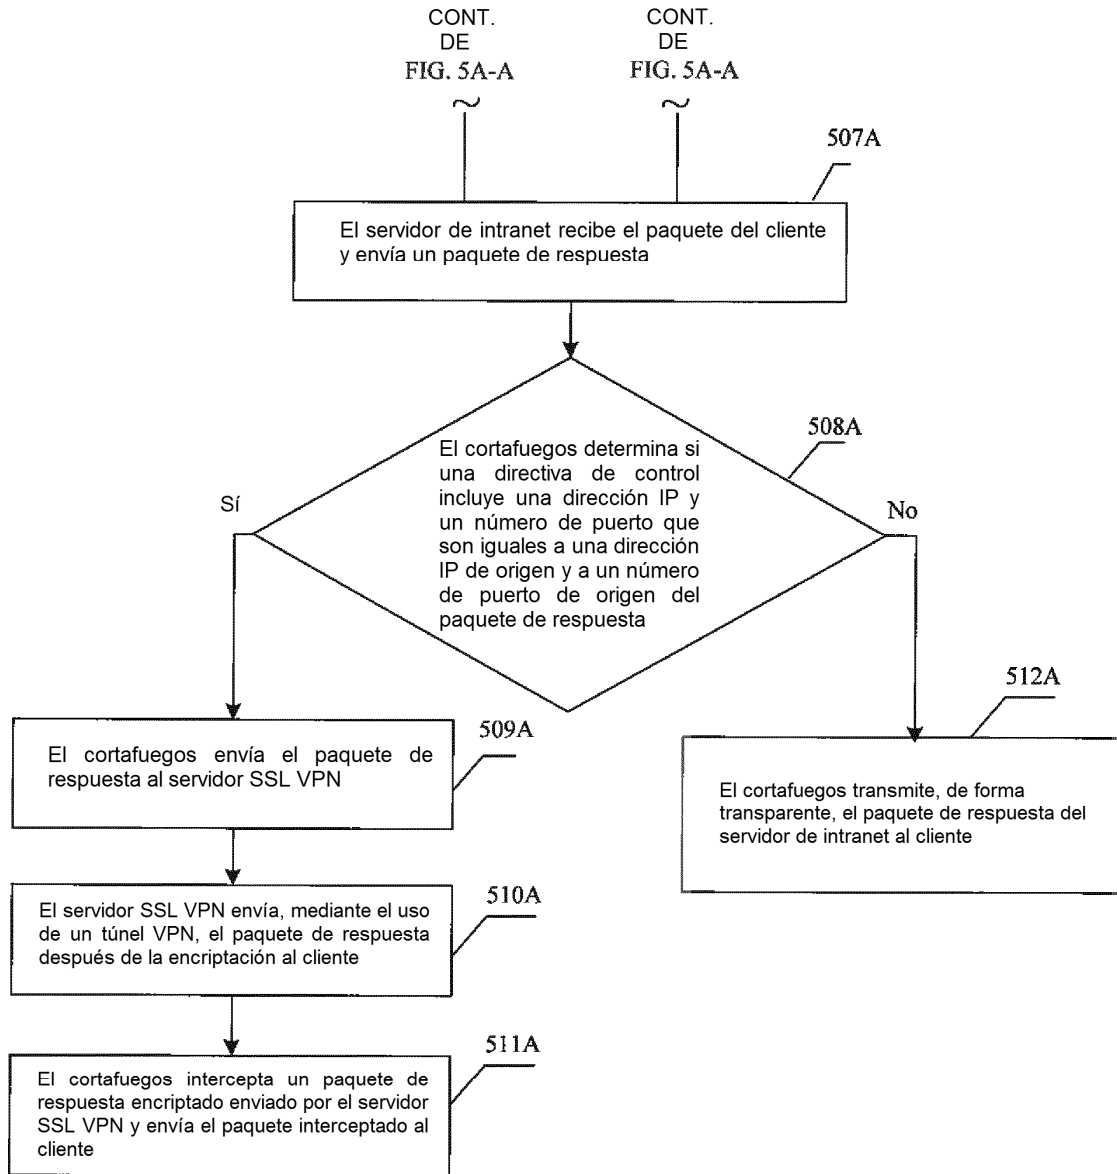 CONT.
DE
FIG. 5A-A
CONT.
DE
FIG. 5A-A
507A
El servidor de intranet recibe el paquete del cliente
y envía un paquete de respuesta
508A
El cortafuegos determina si
una directiva de control
incluye una dirección IP y
un número de puerto que
son iguales a una dirección
IP de origen y a un número
de puerto de origen del
paquete de respuesta
Sí
No
509A
El cortafuegos envía el paquete de
respuesta al servidor SSL VPN
512A
El cortafuegos transmite, de forma
transparente, el paquete de respuesta del
servidor de intranet al cliente
510A
El servidor SSL VPN envía, mediante el uso
de un túnel VPN, el paquete de respuesta
después de la encriptación al cliente
511A
El cortafuegos intercepta un paquete de
respuesta encriptado enviado por el servidor
SSL VPN y envía el paquete interceptado al
cliente